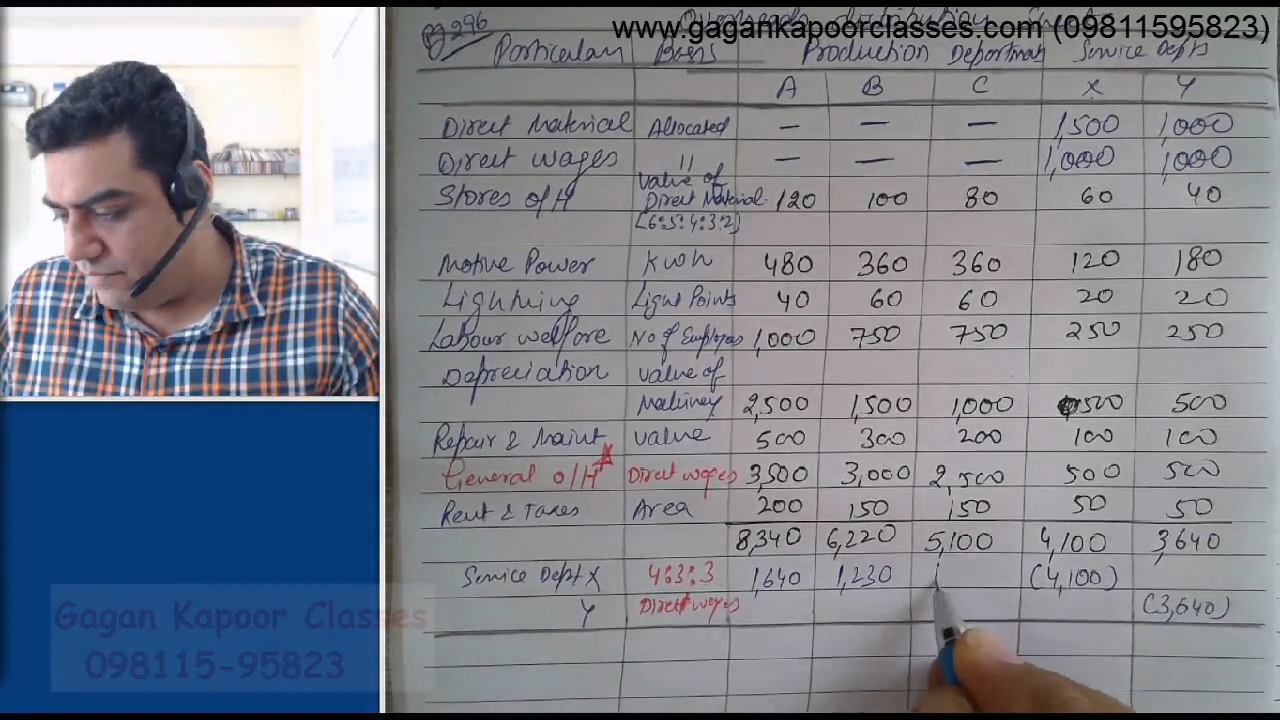 www.gagankapoorclasses.com (09811595823)
Overheads distribution
296
Particulars Basis Production Departments Service Depts
A B C X Y
Direct Material Allocated — — — 1,500 1,000
Direct wages " — — — 1,000 1,000
Stores o/H value of Direct Material 120 100 80 60 40
[6:5:4:3:2]
Motive Power Kwh 480 360 360 120 180
Lightning Light Points 40 60 60 20 20
Labour welfare No of Employees 1,000 750 750 250 250
Depreciation value of
Machinery 2,500 1,500 1,000 500 500
Repair & Maint value 500 300 200 100 100
General o/H Direct wages 3,500 3,000 2,500 500 500
Rent & Taxes Area 200 150 150 50 50
8,340 6,220 5,100 4,100 3,640
Service Dept X 4:3:3 1,640 1,230 (4,100)
Y Direct wages (3,640)
Gagan Kapoor Classes
098115-95823